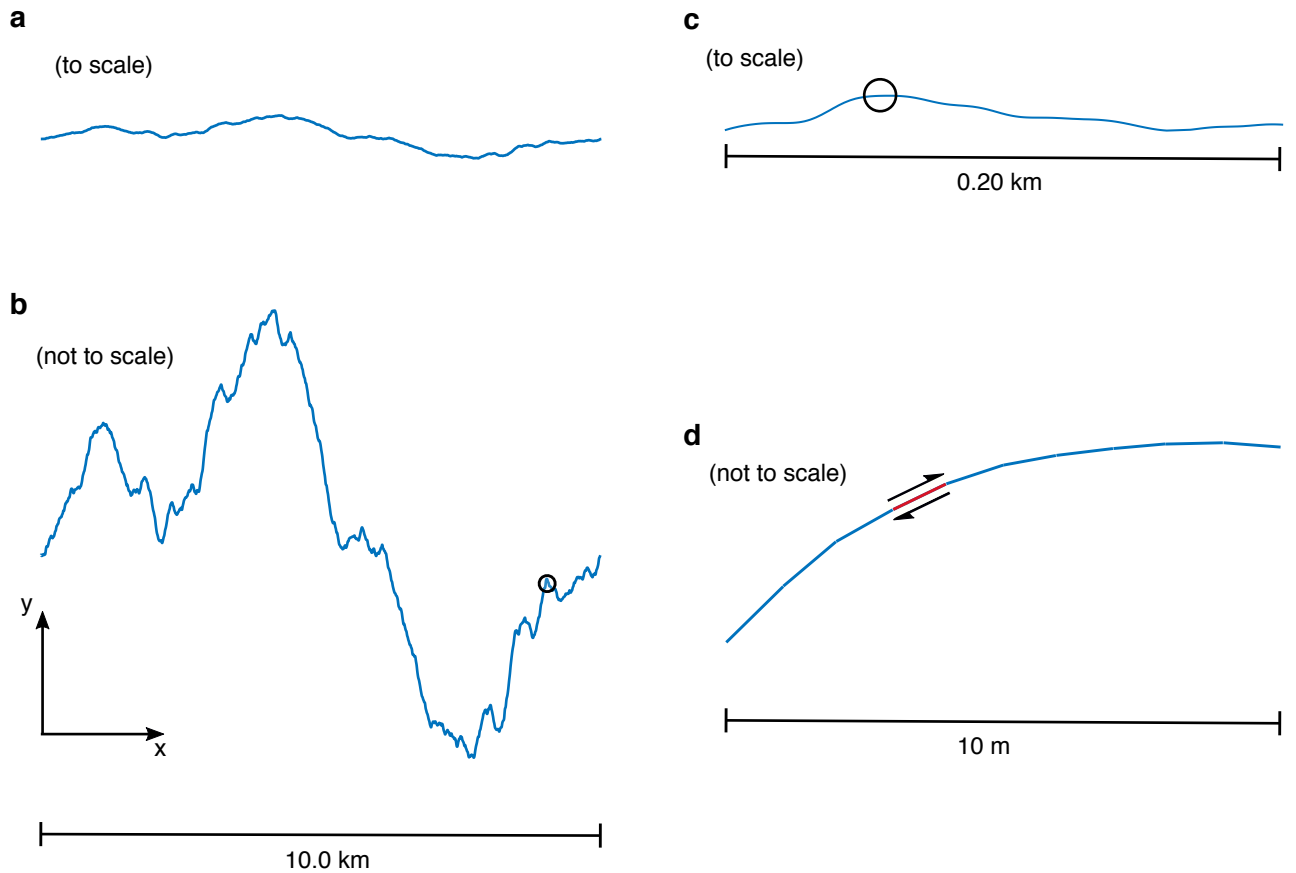 a
(to scale)
b
(not to scale)
y
x
10.0 km
c
(to scale)
0.20 km
d
(not to scale)
10 m